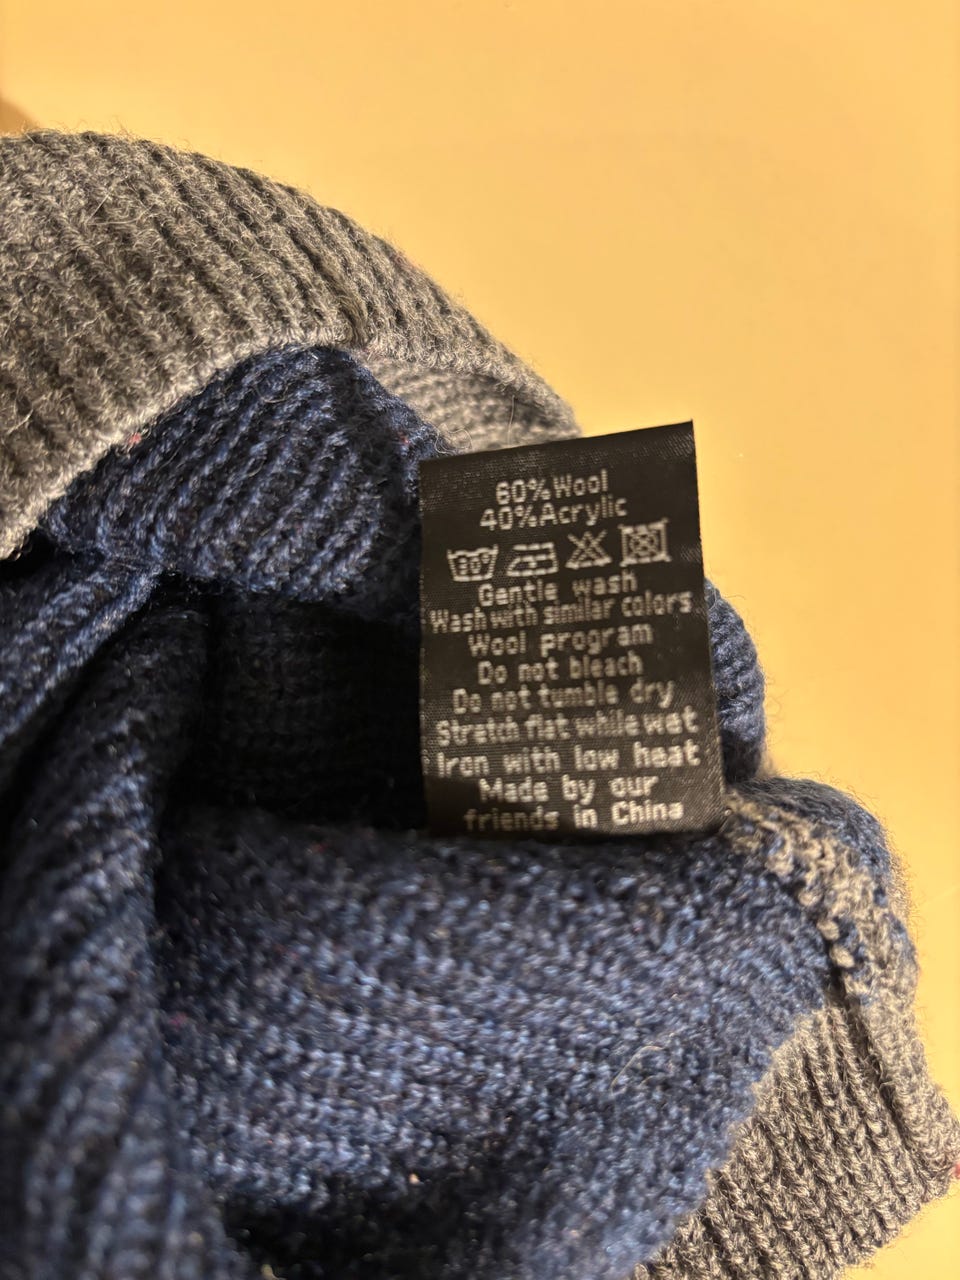 60%Wool
40%Acrylic
30
Gentle wash
Wash with similar colors
Wool program
Do not bleach
Do not tumble dry
Stretch flat while wet
Iron with low heat
Made by our
friends in China